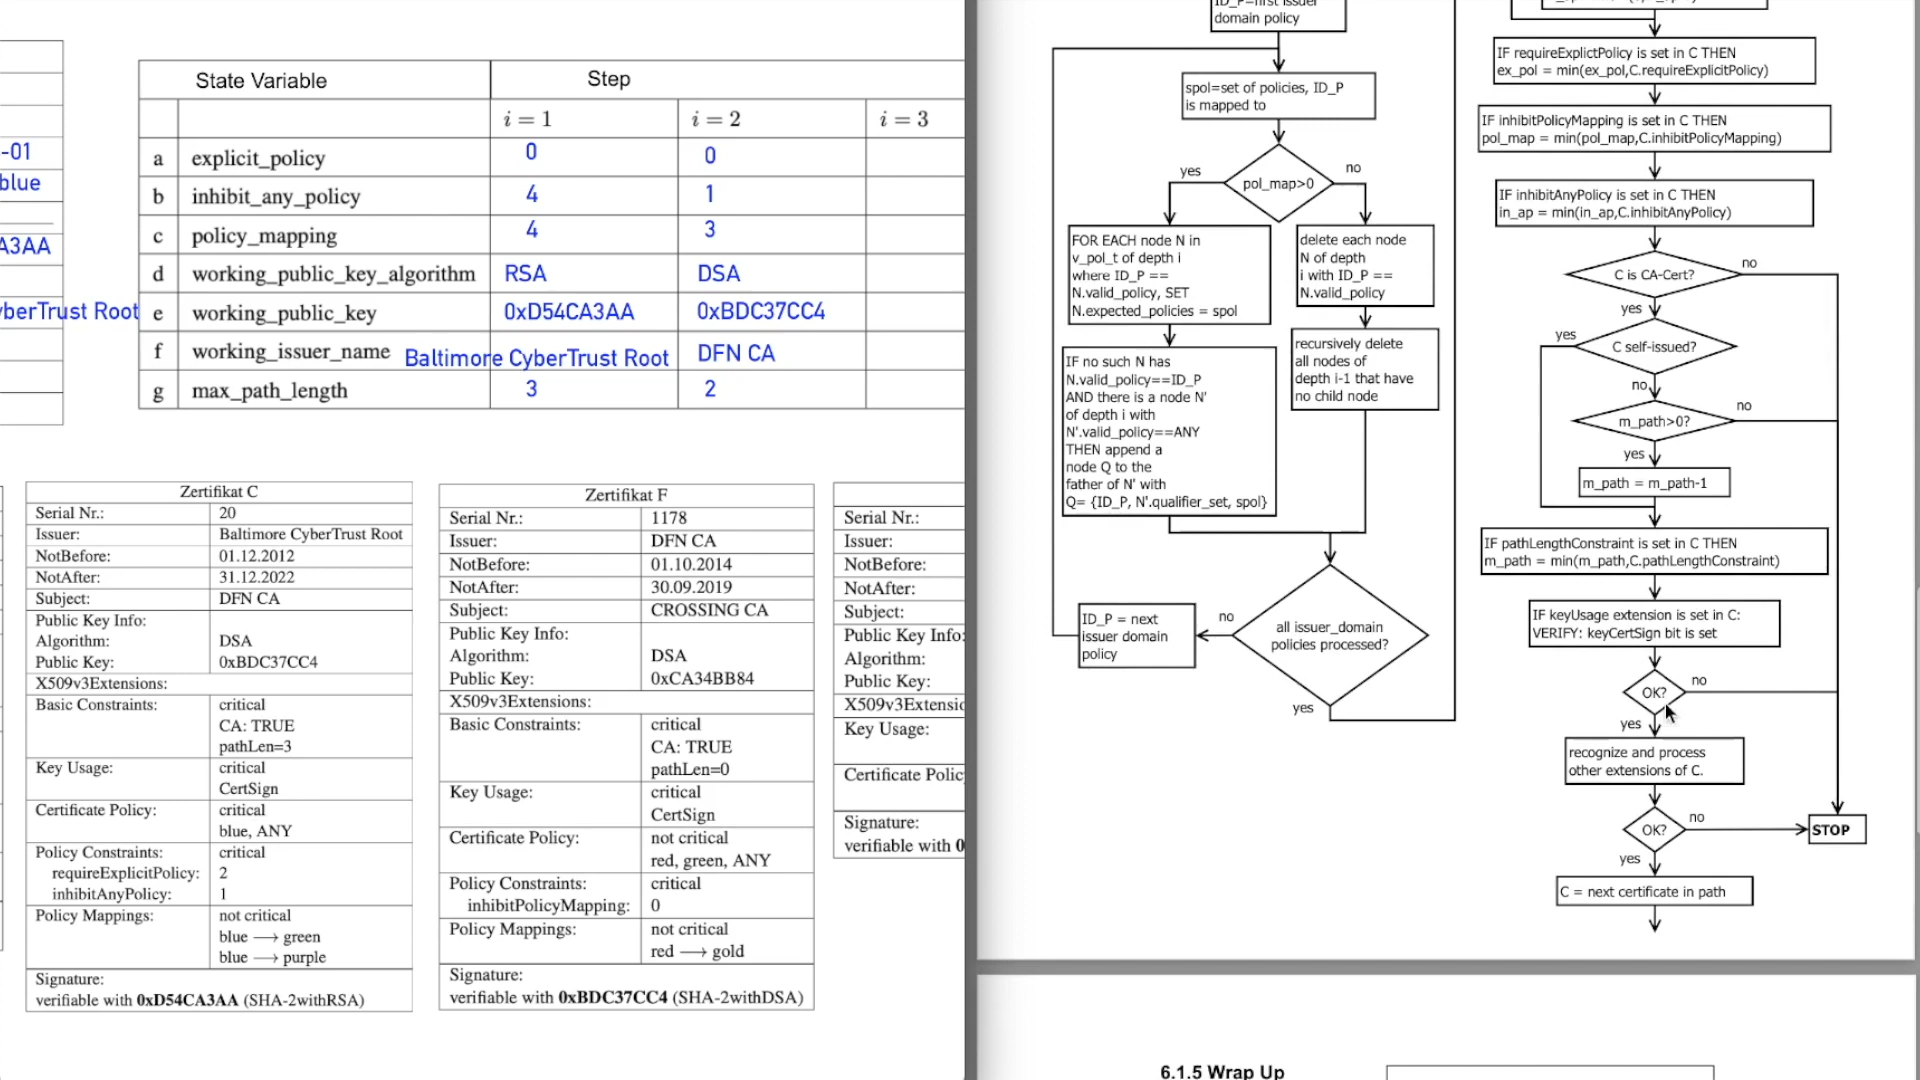 -01
blue
A3AA
yberTrust Root
State Variable Step
i = 1 i = 2 i = 3
a explicit_policy 0 0
b inhibit_any_policy 4 1
c policy_mapping 4 3
d working_public_key_algorithm RSA DSA
e working_public_key 0xD54CA3AA 0xBDC37CC4
f working_issuer_name Baltimore CyberTrust Root DFN CA
g max_path_length 3 2
Zertifikat C
Serial Nr.: 20
Issuer: Baltimore CyberTrust Root
NotBefore: 01.12.2012
NotAfter: 31.12.2022
Subject: DFN CA
Public Key Info:
Algorithm: DSA
Public Key: 0xBDC37CC4
X509v3Extensions:
Basic Constraints: critical
CA: TRUE
pathLen=3
Key Usage: critical
CertSign
Certificate Policy: critical
blue, ANY
Policy Constraints: critical
requireExplicitPolicy: 2
inhibitAnyPolicy: 1
Policy Mappings: not critical
blue → green
blue → purple
Signature:
verifiable with 0xD54CA3AA (SHA-2withRSA)
Zertifikat F
Serial Nr.: 1178
Issuer: DFN CA
NotBefore: 01.10.2014
NotAfter: 30.09.2019
Subject: CROSSING CA
Public Key Info:
Algorithm: DSA
Public Key: 0xCA34BB84
X509v3Extensions:
Basic Constraints: critical
CA: TRUE
pathLen=0
Key Usage: critical
CertSign
Certificate Policy: not critical
red, green, ANY
Policy Constraints: critical
inhibitPolicyMapping: 0
Policy Mappings: not critical
red → gold
Signature:
verifiable with 0xBDC37CC4 (SHA-2withDSA)
Serial Nr.:
Issuer:
NotBefore:
NotAfter:
Subject:
Public Key Info:
Algorithm:
Public Key:
X509v3Extensio
Key Usage:
Certificate Polic
Signature:
verifiable with 0
ID_P=first issuer
domain policy
spol=set of policies, ID_P
is mapped to
pol_map>0
yes
no
FOR EACH node N in
v_pol_t of depth i
where ID_P ==
N.valid_policy, SET
N.expected_policies = spol
delete each node
N of depth
i with ID_P ==
N.valid_policy
IF no such N has
N.valid_policy==ID_P
AND there is a node N'
of depth i with
N'.valid_policy==ANY
THEN append a
node Q to the
father of N' with
Q= {ID_P, N'.qualifier_set, spol}
recursively delete
all nodes of
depth i-1 that have
no child node
all issuer_domain
policies processed?
no
yes
ID_P = next
issuer domain
policy
IF requireExplictPolicy is set in C THEN
ex_pol = min(ex_pol,C.requireExplicitPolicy)
IF inhibitPolicyMapping is set in C THEN
pol_map = min(pol_map,C.inhibitPolicyMapping)
IF inhibitAnyPolicy is set in C THEN
in_ap = min(in_ap,C.inhibitAnyPolicy)
C is CA-Cert?
no
yes
C self-issued?
yes
no
m_path>0?
no
yes
m_path = m_path-1
IF pathLengthConstraint is set in C THEN
m_path = min(m_path,C.pathLengthConstraint)
IF keyUsage extension is set in C:
VERIFY: keyCertSign bit is set
OK?
no
yes
recognize and process
other extensions of C.
OK?
no
STOP
yes
C = next certificate in path
6.1.5 Wrap Up